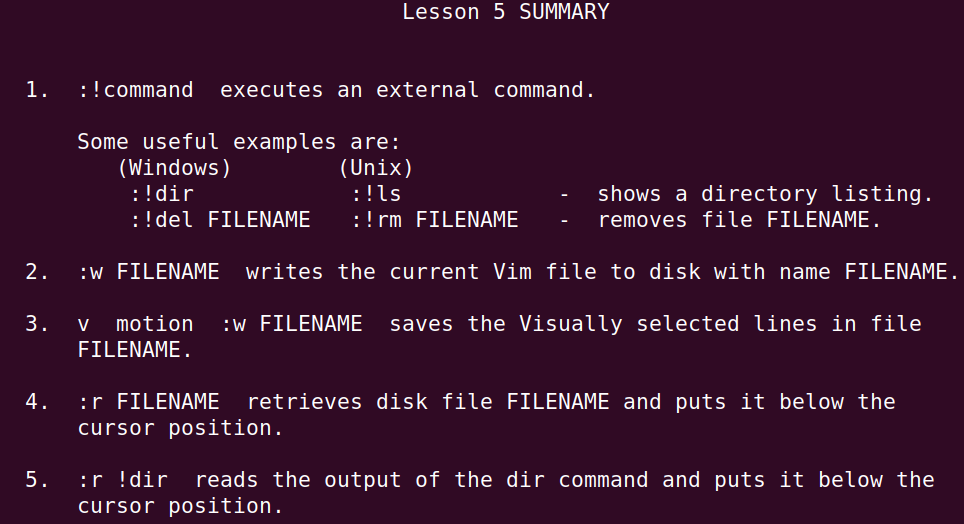 Lesson 5 SUMMARY
1. :!command executes an external command.
Some useful examples are:
(Windows) (Unix)
:!dir :!ls - shows a directory listing.
:!del FILENAME :!rm FILENAME - removes file FILENAME.
2. :w FILENAME writes the current Vim file to disk with name FILENAME.
3. v motion :w FILENAME saves the Visually selected lines in file
FILENAME.
4. :r FILENAME retrieves disk file FILENAME and puts it below the
cursor position.
5. :r !dir reads the output of the dir command and puts it below the
cursor position.